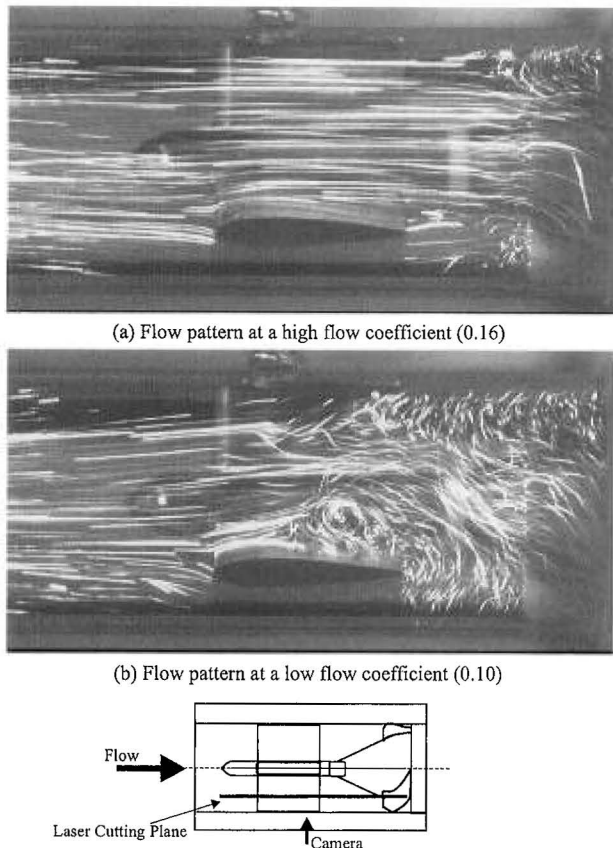 (a) Flow pattern at a high flow coefficient (0.16)
(b) Flow pattern at a low flow coefficient (0.10)
Flow
Laser Cutting Plane
Camera